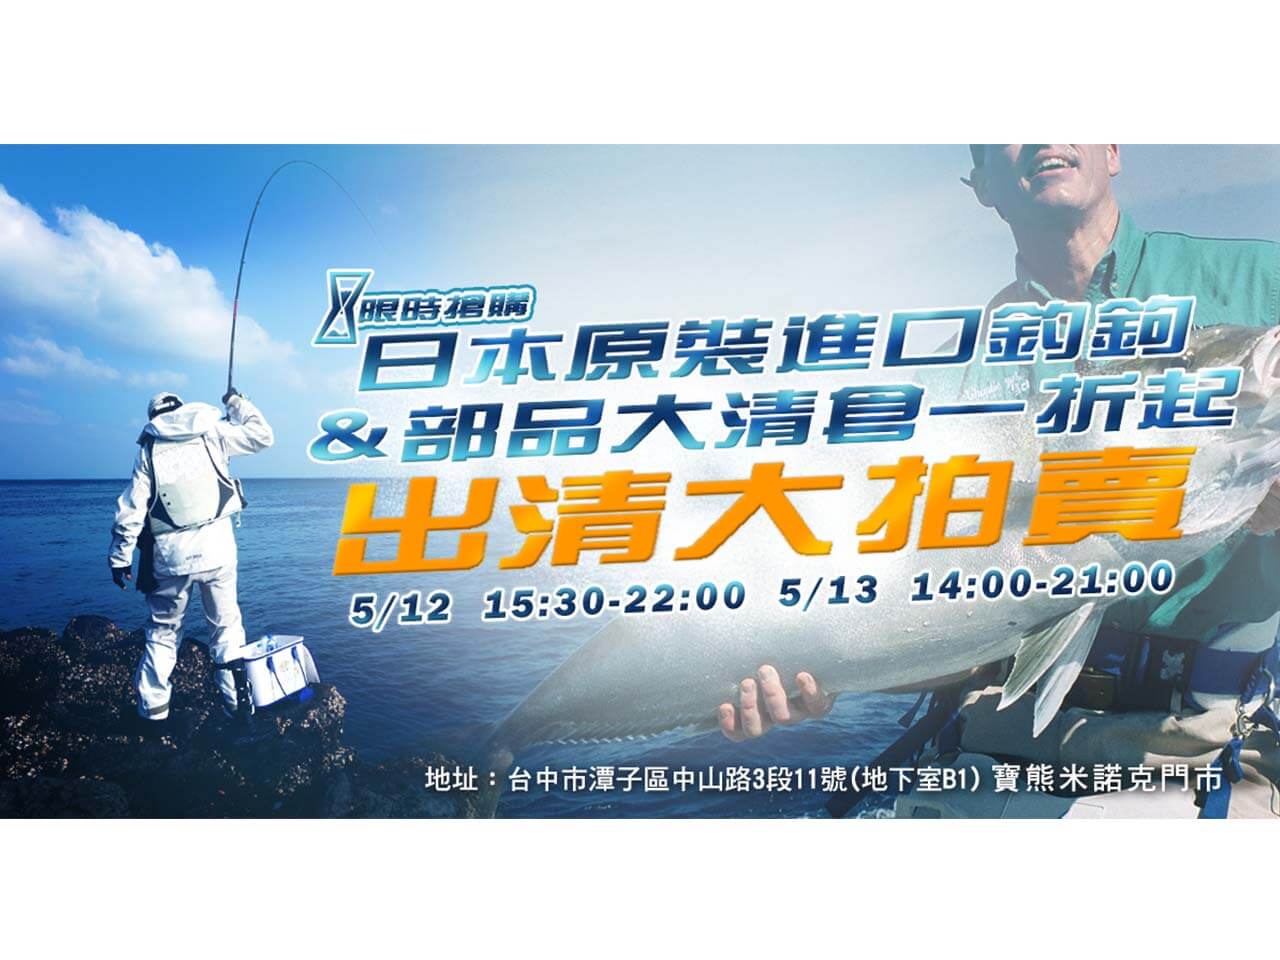 限時搶購
日本原裝進口釣鉤
&部品大清倉一折起
出清大拍賣
5/12 15:30-22:00 5/13 14:00-21:00
地址：台中市潭子區中山路3段11號(地下室B1) 寶熊米諾克門市